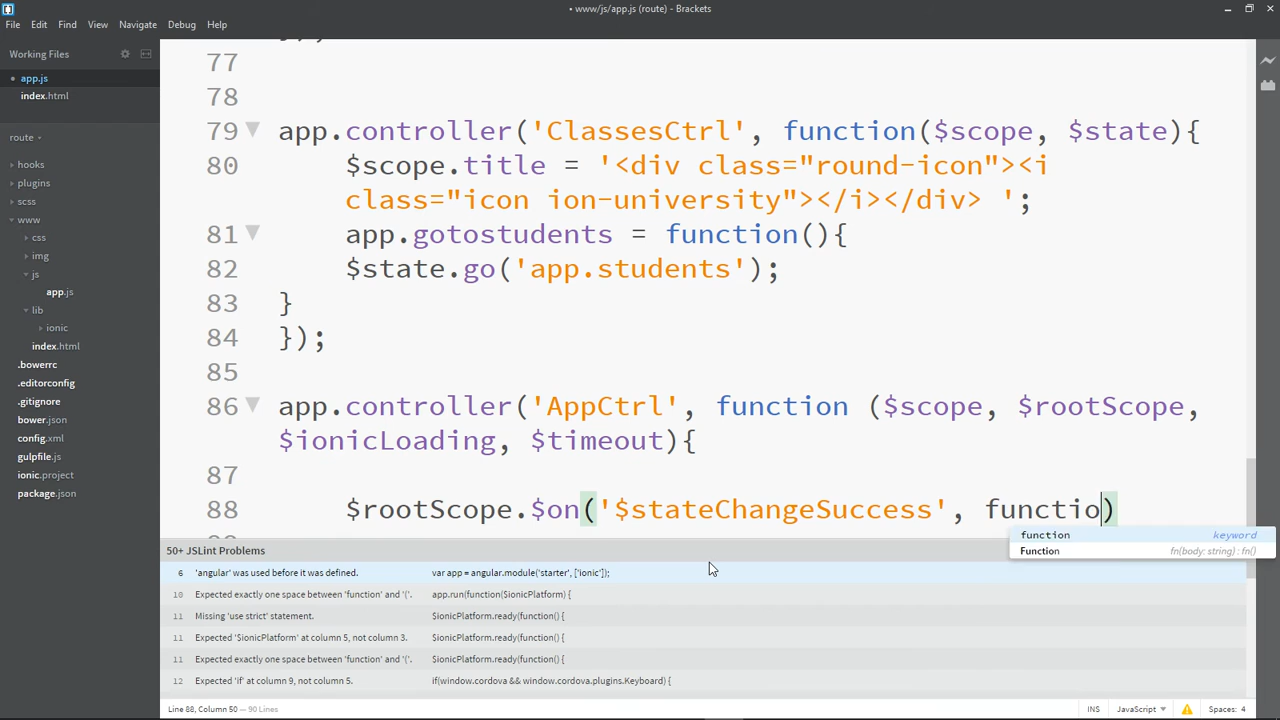 • www/js/app.js (route) - Brackets
File Edit Find View Navigate Debug Help
Working Files
app.js
index.html
route
hooks
plugins
scss
www
css
img
js
app.js
lib
ionic
index.html
.bowerrc
.editorconfig
.gitignore
bower.json
config.xml
gulpfile.js
ionic.project
package.json
77
78
79 app.controller('ClassesCtrl', function($scope, $state){
80 $scope.title = '<div class="round-icon"><i
class="icon ion-university"></i></div> ';
81 app.gotostudents = function(){
82 $state.go('app.students');
83 }
84 });
85
86 app.controller('AppCtrl', function ($scope, $rootScope,
$ionicLoading, $timeout){
87
88 $rootScope.$on('$stateChangeSuccess', functio)
function keyword
Function fn(body: string) : fn()
50+ JSLint Problems
6 'angular' was used before it was defined. var app = angular.module('starter', ['ionic']);
10 Expected exactly one space between 'function' and '('. app.run(function($ionicPlatform) {
11 Missing 'use strict' statement. $ionicPlatform.ready(function() {
11 Expected '$ionicPlatform' at column 5, not column 3. $ionicPlatform.ready(function() {
11 Expected exactly one space between 'function' and '('. $ionicPlatform.ready(function() {
12 Expected 'if' at column 9, not column 5. if(window.cordova && window.cordova.plugins.Keyboard) {
Line 88, Column 50 — 90 Lines INS JavaScript Spaces: 4